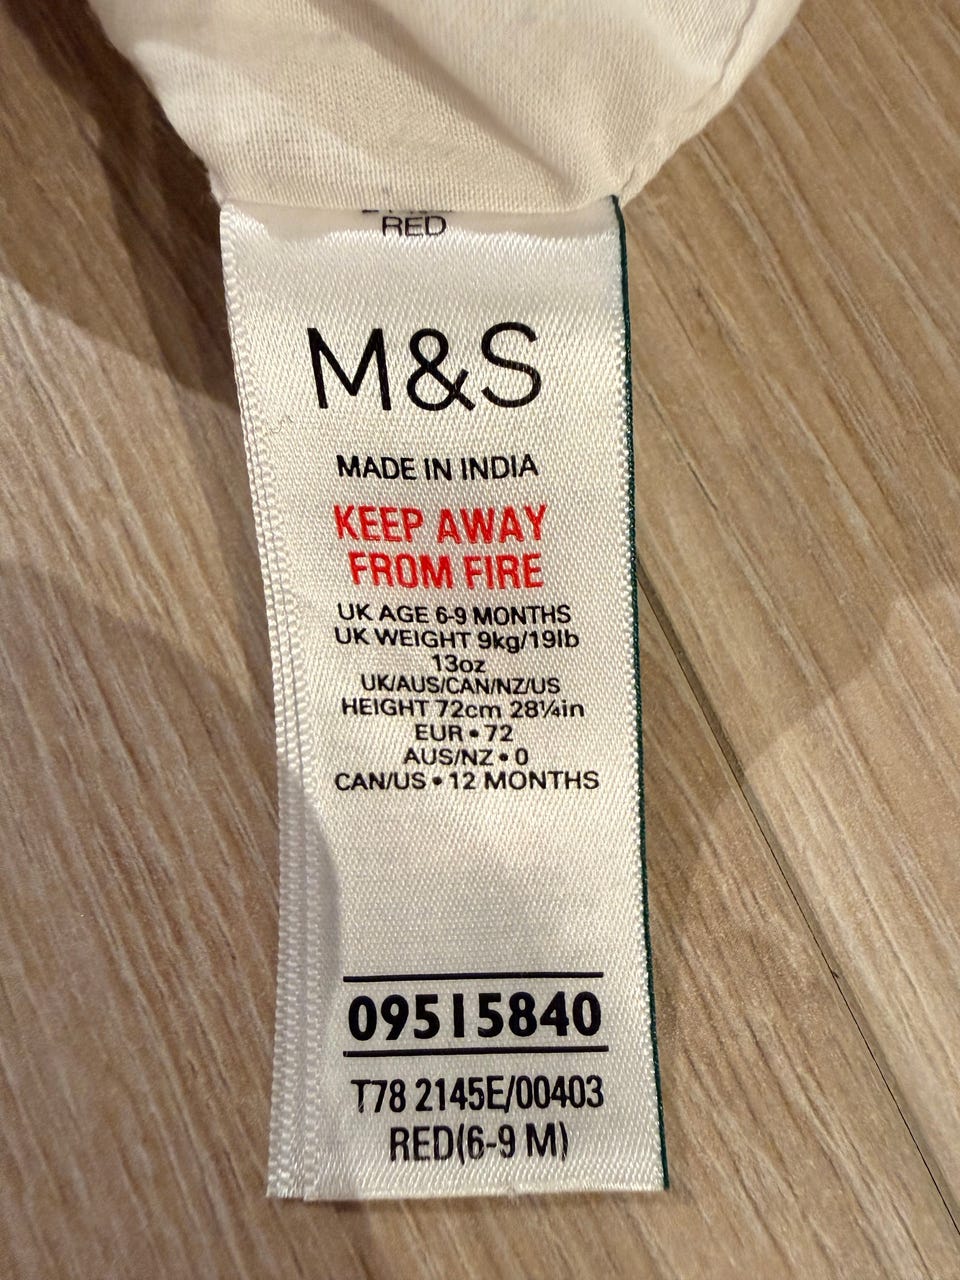 RED
M&S
MADE IN INDIA
KEEP AWAY
FROM FIRE
UK AGE 6-9 MONTHS
UK WEIGHT 9kg/19lb
13oz
UK/AUS/CAN/NZ/US
HEIGHT 72cm 28¼in
EUR • 72
AUS/NZ • 0
CAN/US • 12 MONTHS
09515840
T78 2145E/00403
RED(6-9 M)